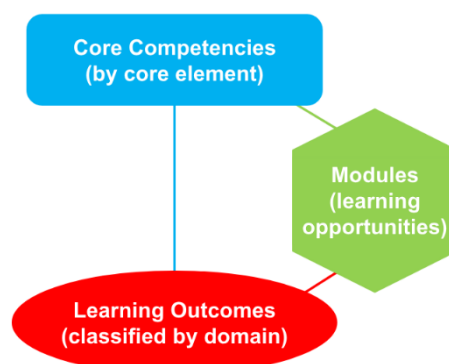 Core Competencies
(by core element)
Modules
(learning
opportunities)
Learning Outcomes
(classified by domain)